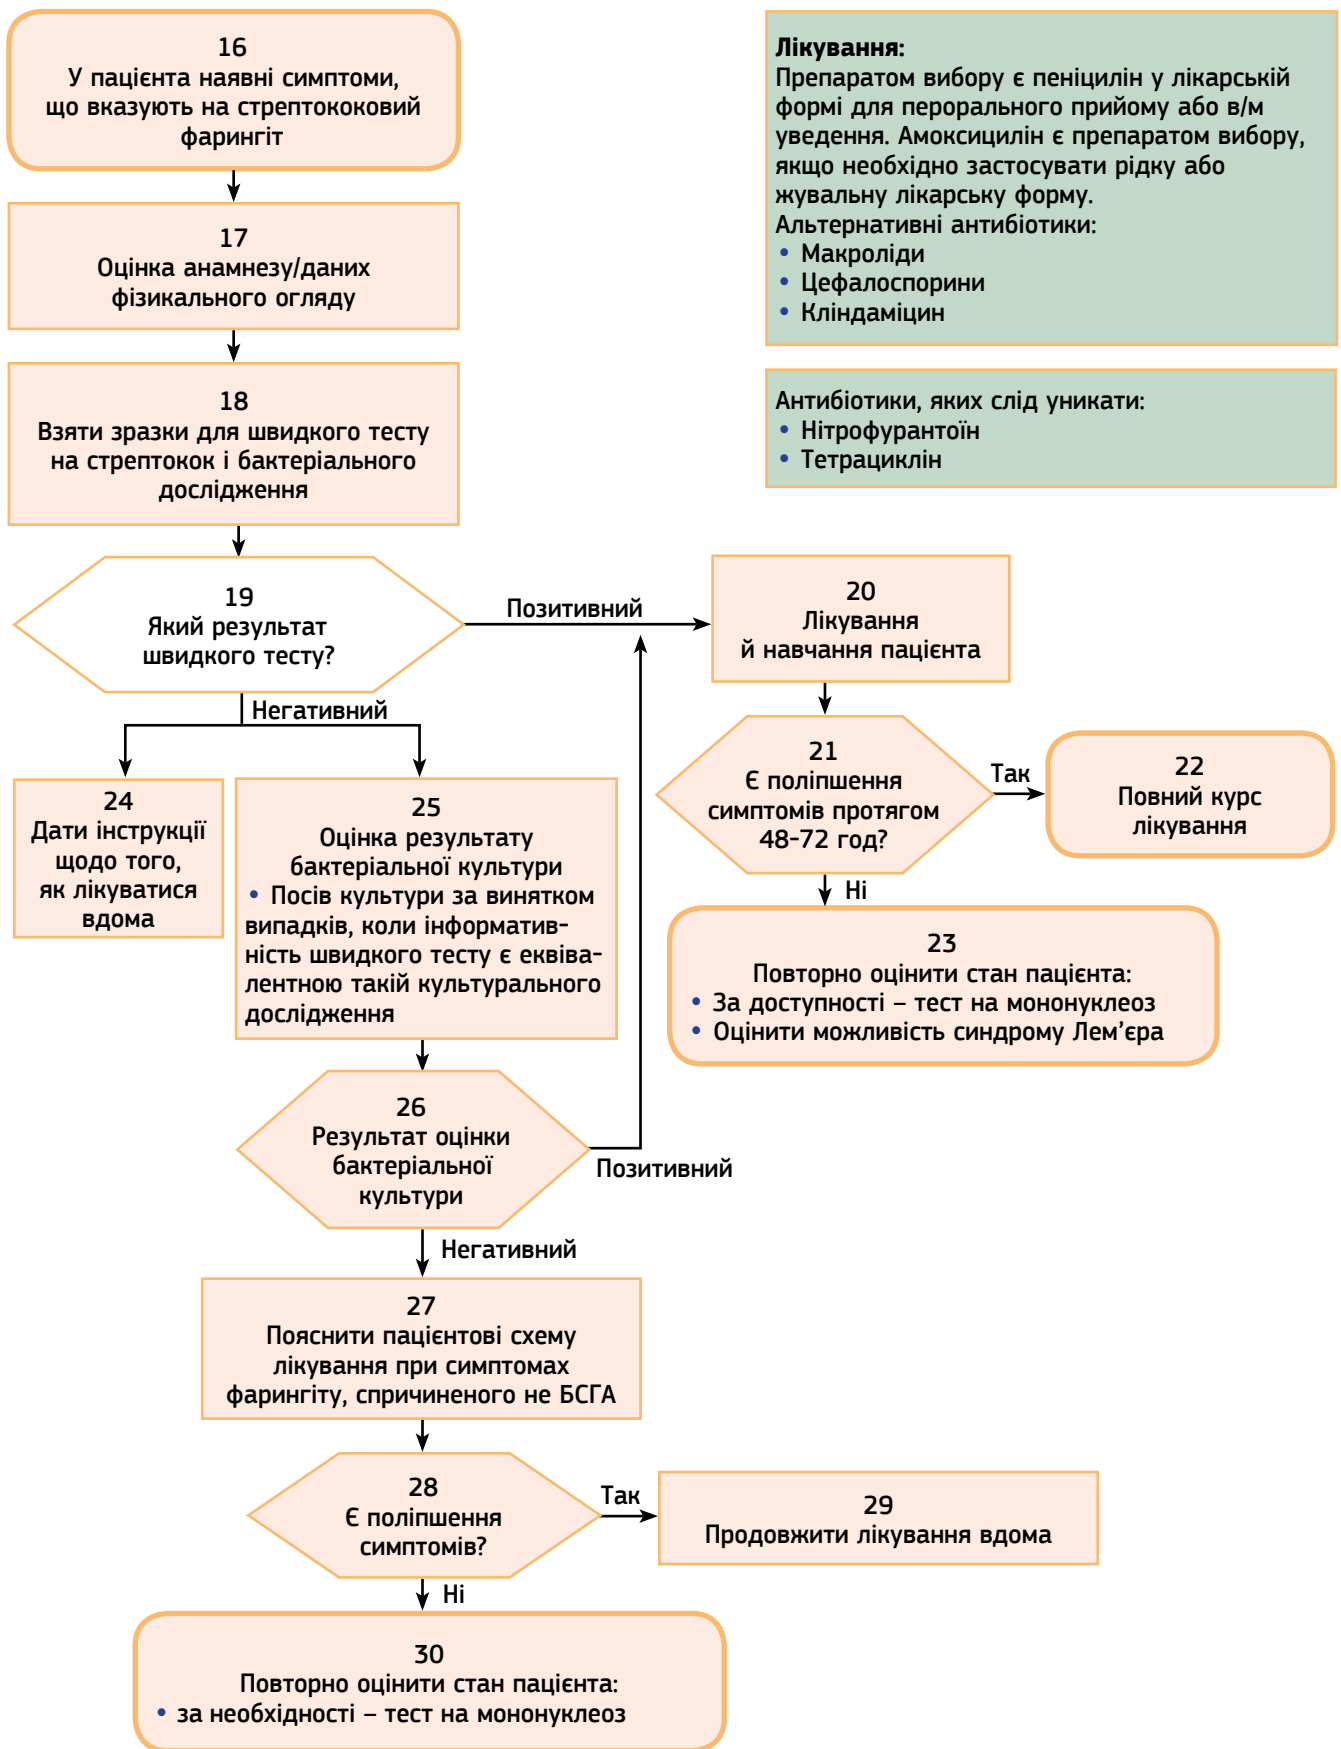 16
У пацієнта наявні симптоми,
що вказують на стрептококовий
фарингіт
Лікування:
Препаратом вибору є пеніцилін у лікарській
формі для перорального прийому або в/м
уведення. Амоксицилін є препаратом вибору,
якщо необхідно застосувати рідку або
жувальну лікарську форму.
Альтернативні антибіотики:
• Макроліди
• Цефалоспорини
• Кліндаміцин
Антибіотики, яких слід уникати:
• Нітрофурантоїн
• Тетрациклін
17
Оцінка анамнезу/даних
фізикального огляду
18
Взяти зразки для швидкого тесту
на стрептокок і бактеріального
дослідження
19
Який результат
швидкого тесту?
Позитивний
20
Лікування
й навчання пацієнта
21
Є поліпшення
симптомів протягом
48-72 год?
Так
22
Повний курс
лікування
Ні
23
Повторно оцінити стан пацієнта:
• За доступності – тест на мононуклеоз
• Оцінити можливість синдрому Лем’єра
Негативний
24
Дати інструкції
щодо того,
як лікуватися
вдома
25
Оцінка результату
бактеріальної культури
• Посів культури за винятком
випадків, коли інформатив-
ність швидкого тесту є еквіва-
лентною такій культурального
дослідження
26
Результат оцінки
бактеріальної
культури
Позитивний
Негативний
27
Пояснити пацієнтові схему
лікування при симптомах
фарингіту, спричиненого не БСГА
28
Є поліпшення
симптомів?
Так
29
Продовжити лікування вдома
Ні
30
Повторно оцінити стан пацієнта:
• за необхідності – тест на мононуклеоз